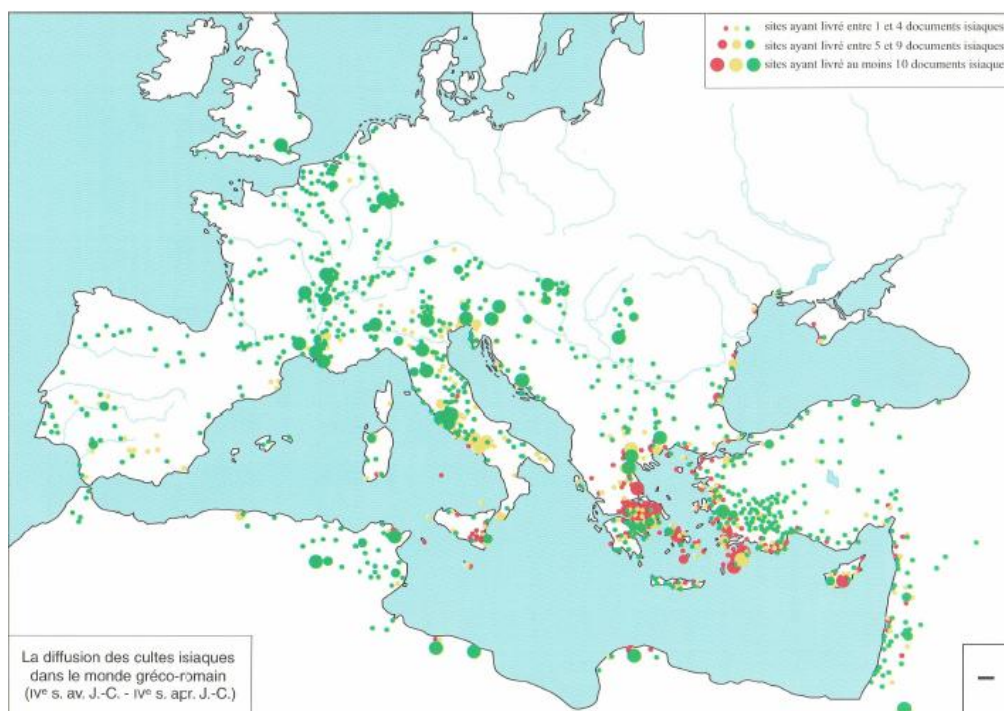 sites ayant livré entre 1 et 4 documents isiaques
sites ayant livré entre 5 et 9 documents isiaques
sites ayant livré au moins 10 documents isiaque
La diffusion des cultes isiaques
dans le monde gréco-romain
(IVe s. av. J.-C. - IVe s. apr. J.-C.)